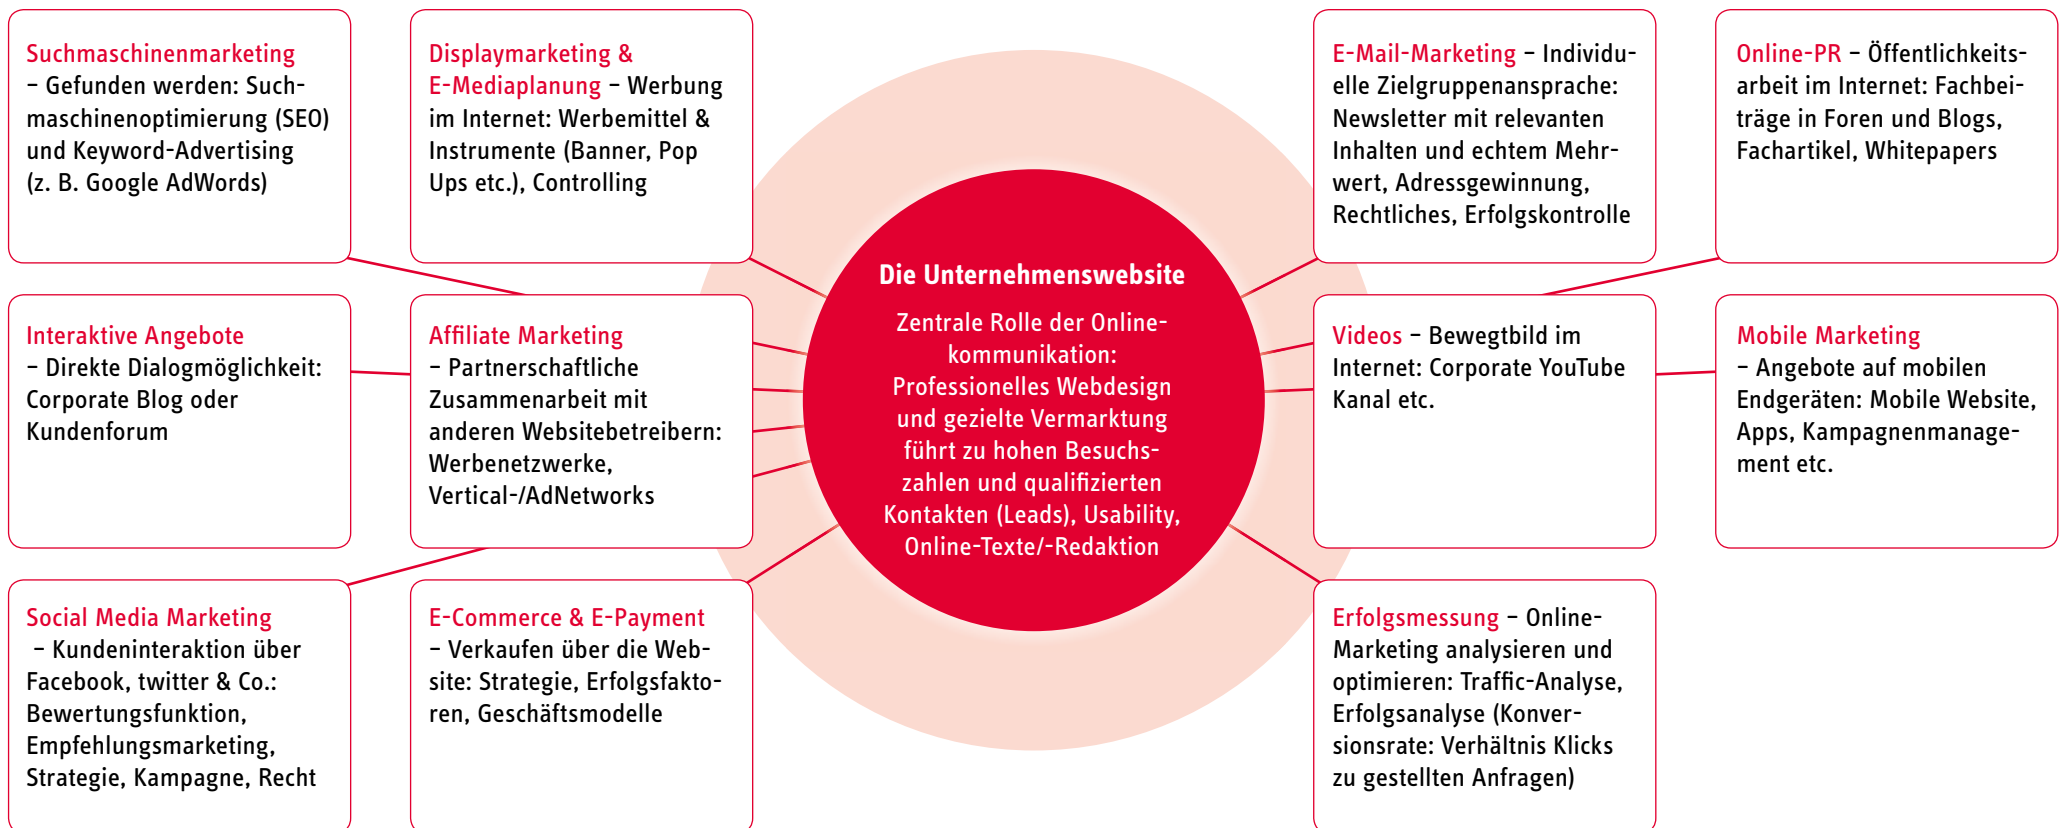 Suchmaschinenmarketing
– Gefunden werden: Such-
maschinenoptimierung (SEO)
und Keyword-Advertising
(z. B. Google AdWords)
Displaymarketing &
E-Mediaplanung – Werbung
im Internet: Werbemittel &
Instrumente (Banner, Pop
Ups etc.), Controlling
E-Mail-Marketing – Individu-
elle Zielgruppenansprache:
Newsletter mit relevanten
Inhalten und echtem Mehr-
wert, Adressgewinnung,
Rechtliches, Erfolgskontrolle
Online-PR – Öffentlichkeits-
arbeit im Internet: Fachbei-
träge in Foren und Blogs,
Fachartikel, Whitepapers
Interaktive Angebote
– Direkte Dialogmöglichkeit:
Corporate Blog oder
Kundenforum
Affiliate Marketing
– Partnerschaftliche
Zusammenarbeit mit
anderen Websitebetreibern:
Werbenetzwerke,
Vertical-/AdNetworks
Die Unternehmenswebsite
Zentrale Rolle der Online-
kommunikation:
Professionelles Webdesign
und gezielte Vermarktung
führt zu hohen Besuchs-
zahlen und qualifizierten
Kontakten (Leads), Usability,
Online-Texte/-Redaktion
Videos – Bewegtbild im
Internet: Corporate YouTube
Kanal etc.
Mobile Marketing
– Angebote auf mobilen
Endgeräten: Mobile Website,
Apps, Kampagnenmanage-
ment etc.
Social Media Marketing
– Kundeninteraktion über
Facebook, twitter & Co.:
Bewertungsfunktion,
Empfehlungsmarketing,
Strategie, Kampagne, Recht
E-Commerce & E-Payment
– Verkaufen über die Web-
site: Strategie, Erfolgsfakto-
ren, Geschäftsmodelle
Erfolgsmessung – Online-
Marketing analysieren und
optimieren: Traffic-Analyse,
Erfolgsanalyse (Konver-
sionsrate: Verhältnis Klicks
zu gestellten Anfragen)